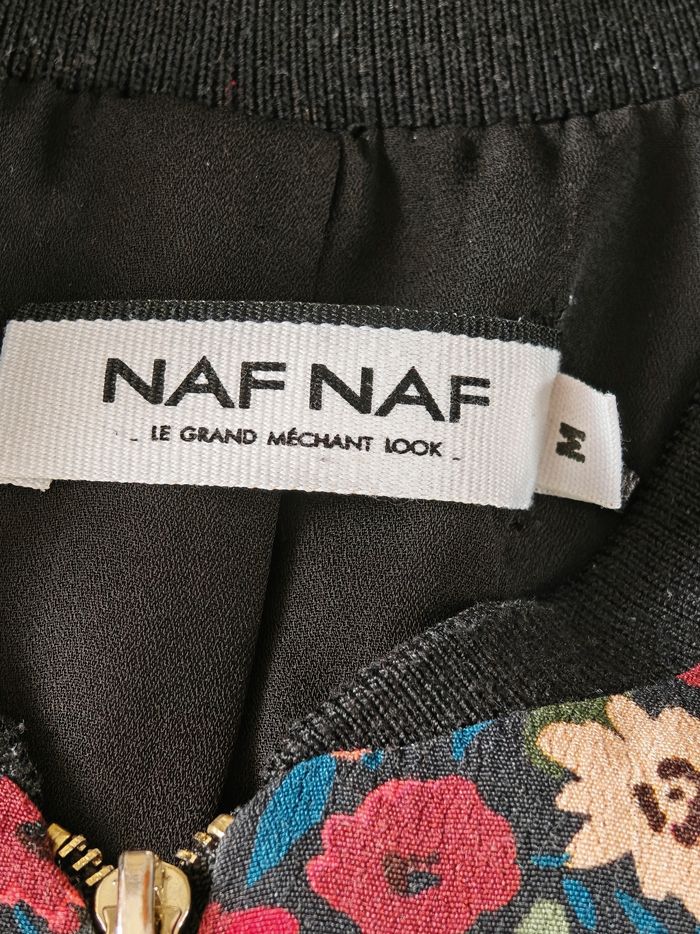 NAF NAF
- LE GRAND MÉCHANT LOOK -
M